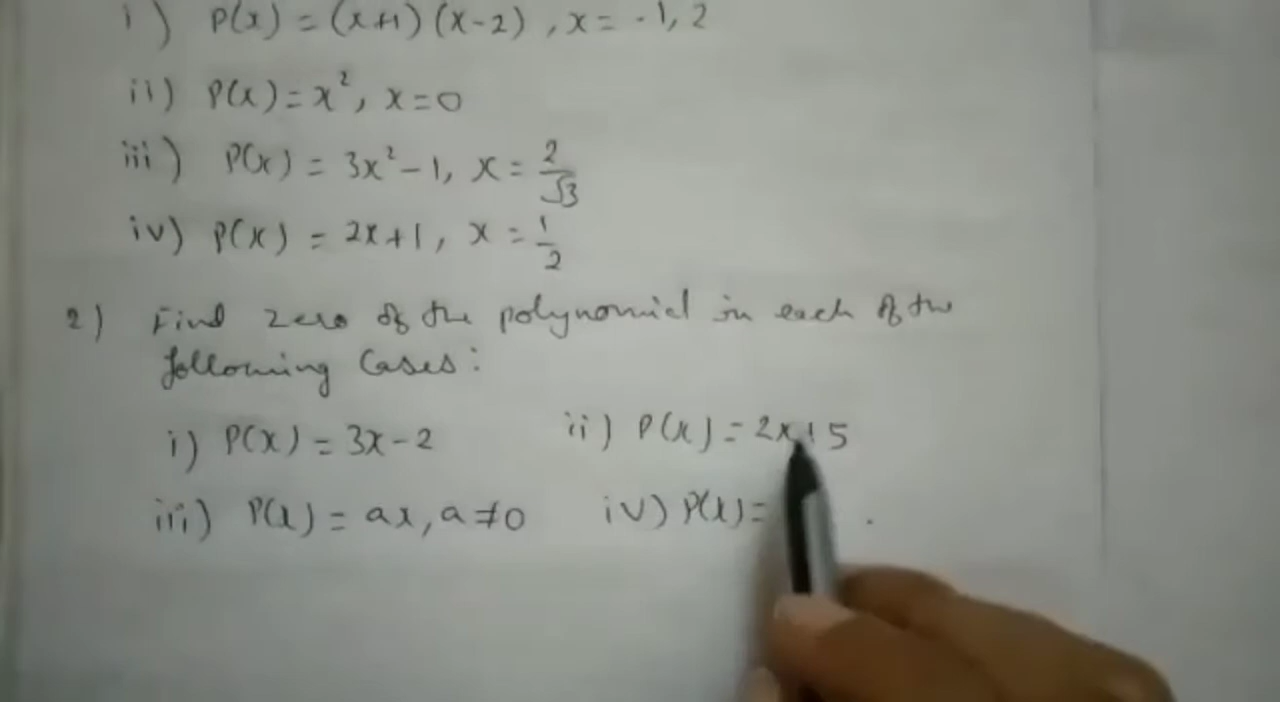 i) P(x) = (x+1) (x-2), x = -1, 2
ii) P(x) = x², x = 0
iii) P(x) = 3x² - 1, x = 2/√3
iv) P(x) = 2x + 1, x = 1/2
2) Find zero of the polynomial in each of the
following Cases:
i) P(x) = 3x - 2 ii) P(x) = 2x + 5
iii) P(x) = ax, a ≠ 0 iv) P(x) =